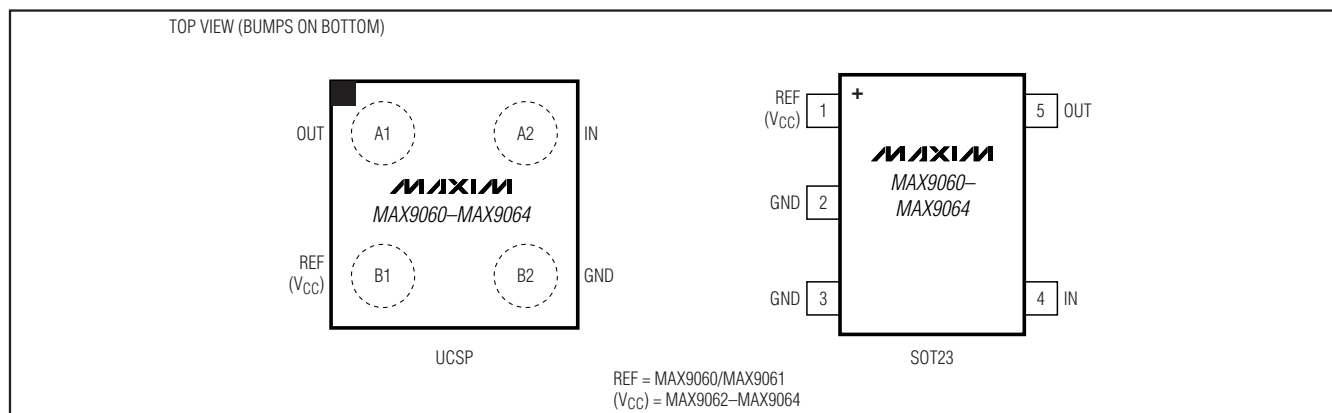 TOP VIEW (BUMPS ON BOTTOM)
OUT
A1
A2
IN
MAXIM
MAX9060–MAX9064
REF
(VCC)
B1
B2
GND
UCSP
REF
(VCC)
1
+
5
OUT
MAXIM
MAX9060–
MAX9064
GND
2
GND
3
4
IN
SOT23
REF = MAX9060/MAX9061
(VCC) = MAX9062–MAX9064